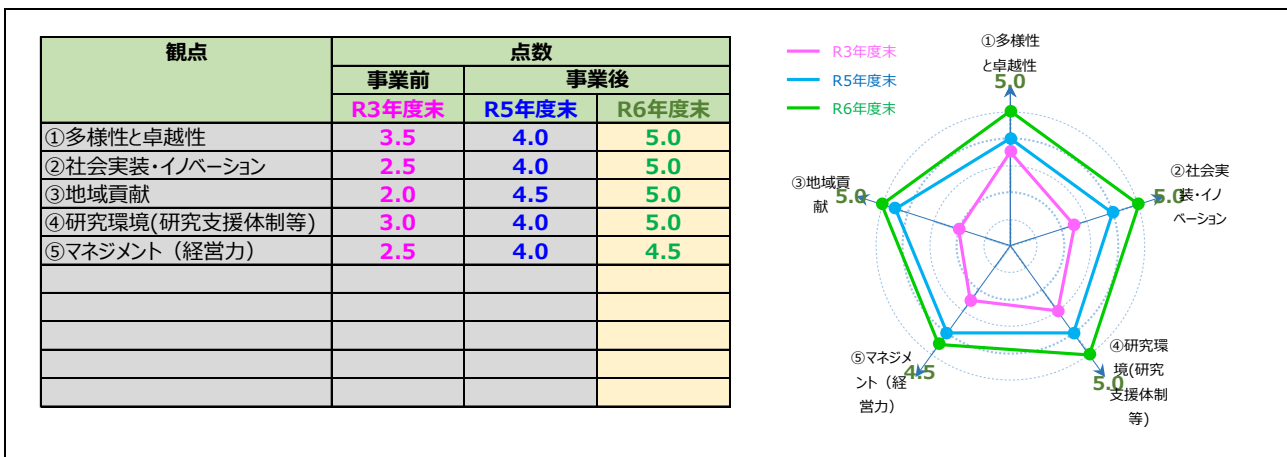 観点 点数
事業前 事業後
R3年度末 R5年度末 R6年度末
①多様性と卓越性 3.5 4.0 5.0
②社会実装・イノベーション 2.5 4.0 5.0
③地域貢献 2.0 4.5 5.0
④研究環境(研究支援体制等) 3.0 4.0 5.0
⑤マネジメント（経営力） 2.5 4.0 4.5
R3年度末
R5年度末
R6年度末
①多様性
と卓越性
5.0
②社会実
装・イノ
ベーション
5.0
④研究環
境(研究
支援体制
等)
5.0
⑤マネジメ
ント（経
営力）
4.5
③地域貢
献
5.0